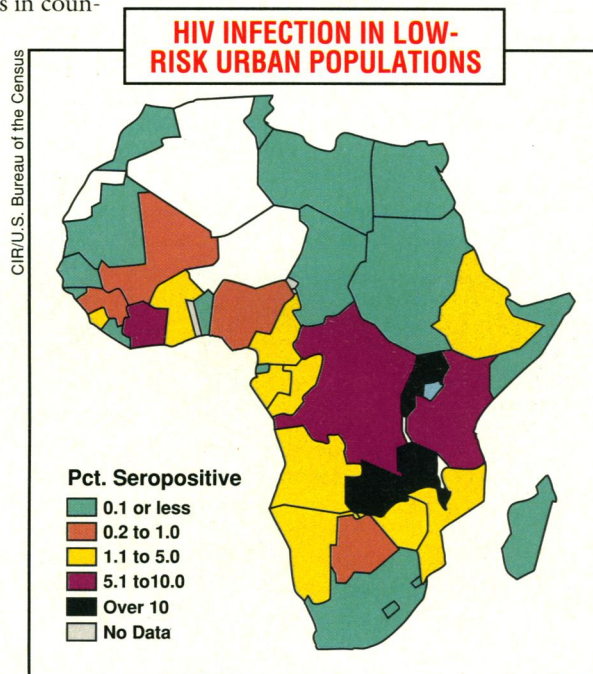 s in coun-
HIV INFECTION IN LOW-
RISK URBAN POPULATIONS
CIR/U.S. Bureau of the Census
Pct. Seropositive
0.1 or less
0.2 to 1.0
1.1 to 5.0
5.1 to10.0
Over 10
No Data